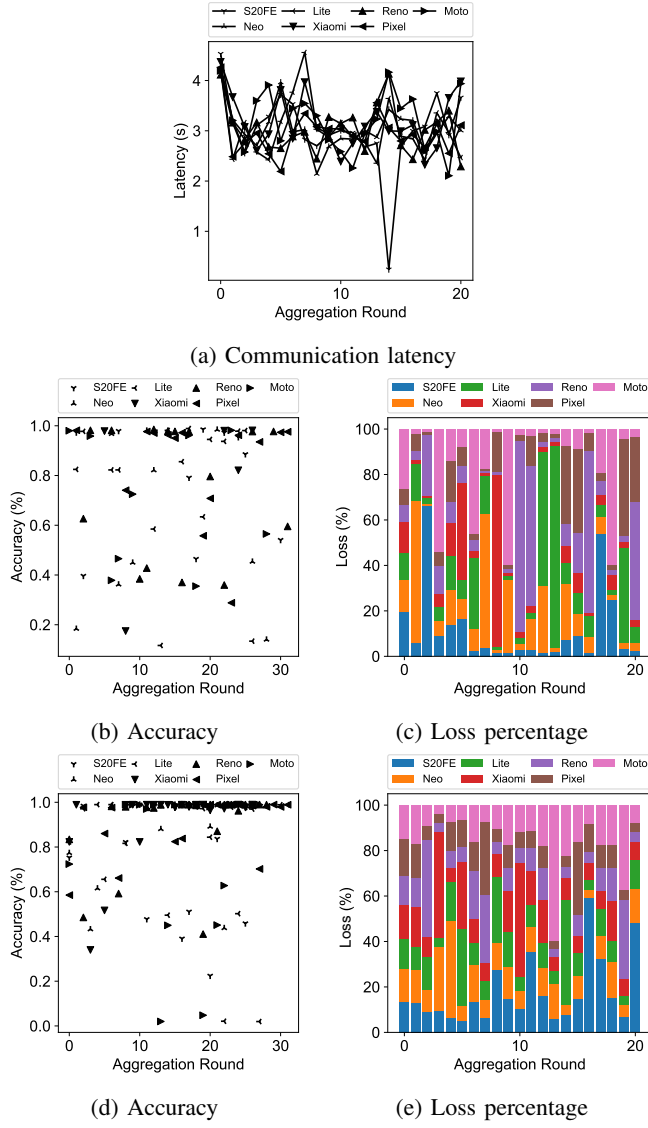 S20FE Lite Reno Moto
Neo Xiaomi Pixel
4
3
2
1
Latency (s)
0 10 20
Aggregation Round
(a) Communication latency
S20FE Lite Reno Moto
Neo Xiaomi Pixel
1.0
0.8
0.6
0.4
0.2
Accuracy (%)
0 10 20 30
Aggregation Round
(b) Accuracy
S20FE Lite Reno Moto
Neo Xiaomi Pixel
100
80
60
40
20
0
Loss (%)
0 10 20
Aggregation Round
(c) Loss percentage
S20FE Lite Reno Moto
Neo Xiaomi Pixel
1.0
0.8
0.6
0.4
0.2
0.0
Accuracy (%)
0 10 20 30
Aggregation Round
(d) Accuracy
S20FE Lite Reno Moto
Neo Xiaomi Pixel
100
80
60
40
20
0
Loss (%)
0 10 20
Aggregation Round
(e) Loss percentage